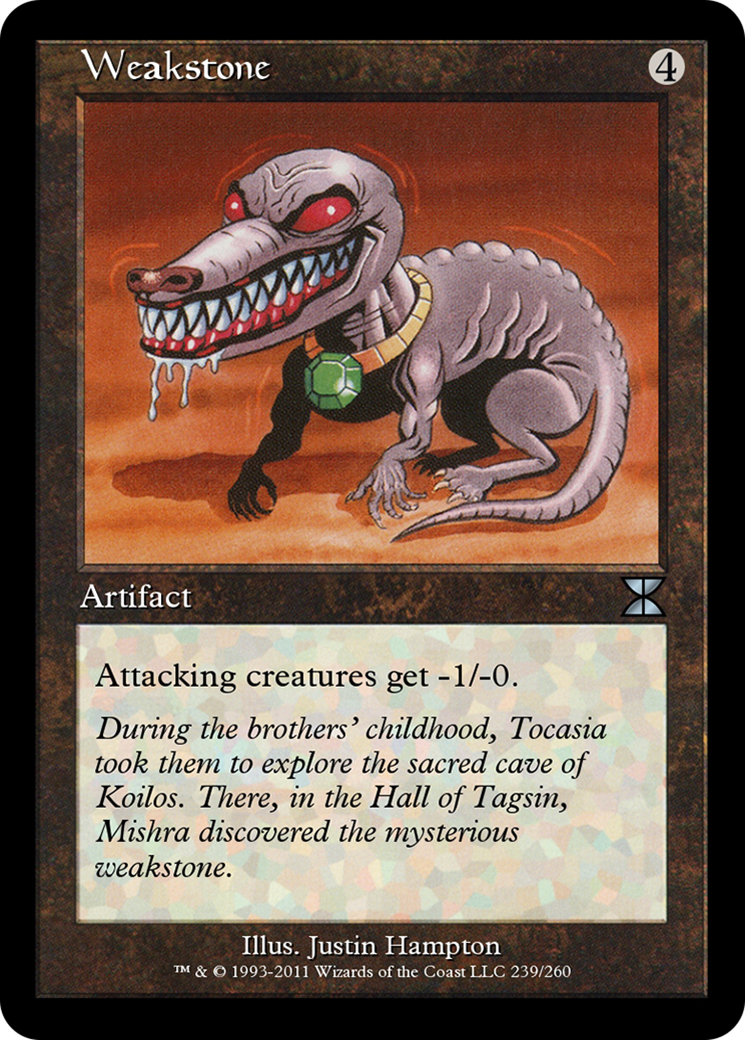 Weakstone
4
Artifact
Attacking creatures get -1/-0.
During the brothers’ childhood, Tocasia
took them to explore the sacred cave of
Koilos. There, in the Hall of Tagsin,
Mishra discovered the mysterious
weakstone.
Illus. Justin Hampton
™ & © 1993-2011 Wizards of the Coast LLC 239/260